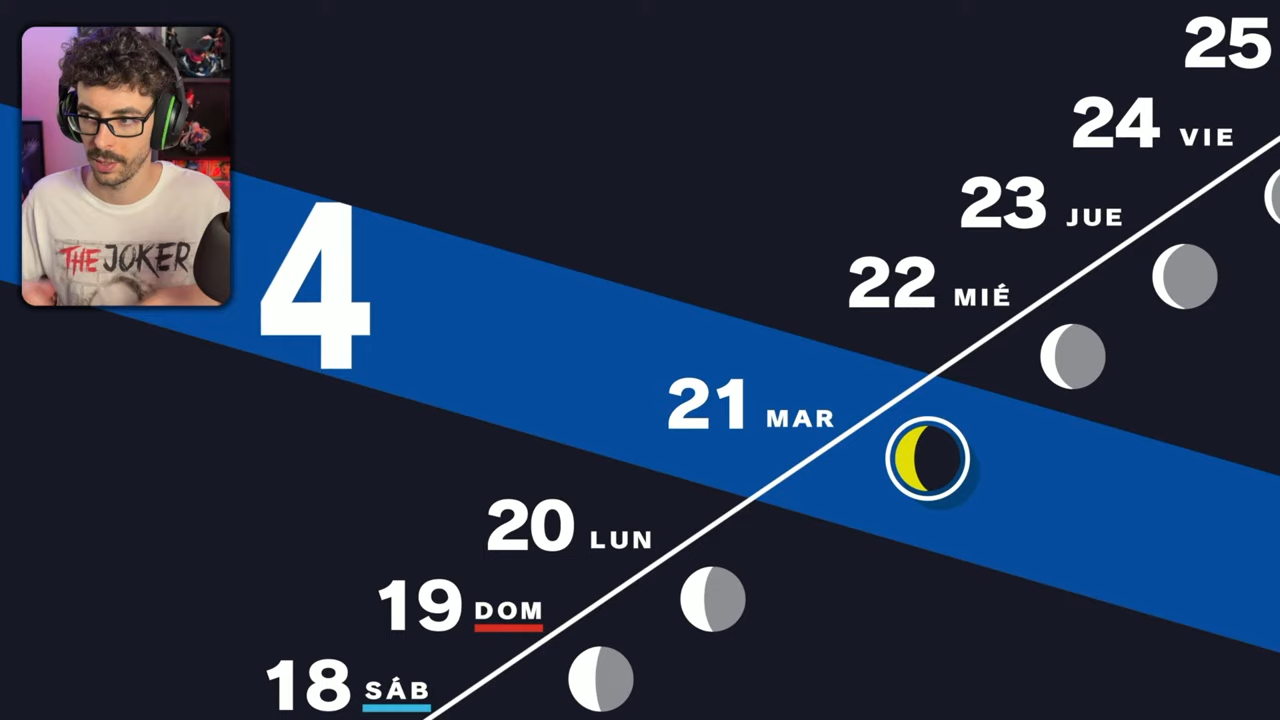 25
24 VIE
23 JUE
22 MIÉ
4
21 MAR
20 LUN
19 DOM
18 SÁB
THE JOKER